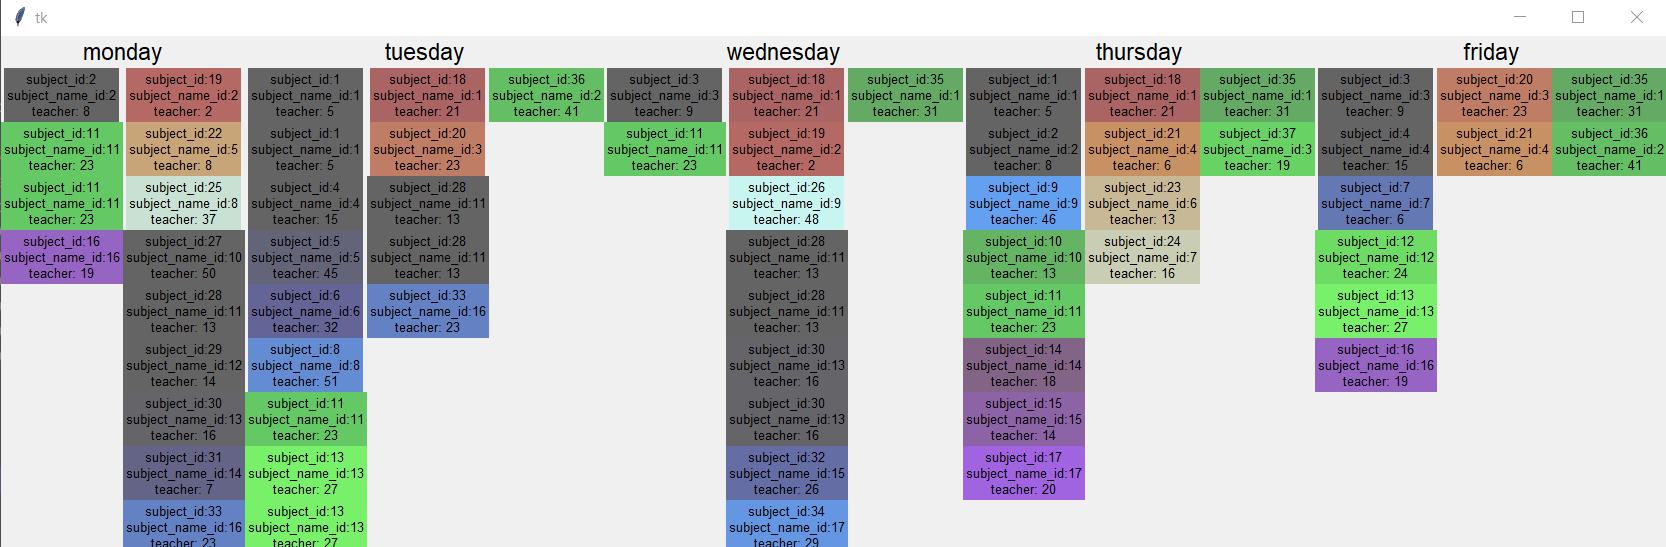 tk
monday
tuesday
wednesday
thursday
friday
subject_id:2
subject_name_id:2
teacher: 8
subject_id:11
subject_name_id:11
teacher: 23
subject_id:11
subject_name_id:11
teacher: 23
subject_id:16
subject_name_id:16
teacher: 19
subject_id:19
subject_name_id:2
teacher: 2
subject_id:22
subject_name_id:5
teacher: 8
subject_id:25
subject_name_id:8
teacher: 37
subject_id:27
subject_name_id:10
teacher: 50
subject_id:28
subject_name_id:11
teacher: 13
subject_id:29
subject_name_id:12
teacher: 14
subject_id:30
subject_name_id:13
teacher: 16
subject_id:31
subject_name_id:14
teacher: 7
subject_id:33
subject_name_id:16
teacher: 23
subject_id:1
subject_name_id:1
teacher: 5
subject_id:1
subject_name_id:1
teacher: 5
subject_id:4
subject_name_id:4
teacher: 15
subject_id:5
subject_name_id:5
teacher: 45
subject_id:6
subject_name_id:6
teacher: 32
subject_id:8
subject_name_id:8
teacher: 51
subject_id:11
subject_name_id:11
teacher: 23
subject_id:13
subject_name_id:13
teacher: 27
subject_id:13
subject_name_id:13
teacher: 27
subject_id:18
subject_name_id:1
teacher: 21
subject_id:20
subject_name_id:3
teacher: 23
subject_id:28
subject_name_id:11
teacher: 13
subject_id:28
subject_name_id:11
teacher: 13
subject_id:33
subject_name_id:16
teacher: 23
subject_id:36
subject_name_id:2
teacher: 41
subject_id:3
subject_name_id:3
teacher: 9
subject_id:11
subject_name_id:11
teacher: 23
subject_id:18
subject_name_id:1
teacher: 21
subject_id:19
subject_name_id:2
teacher: 2
subject_id:26
subject_name_id:9
teacher: 48
subject_id:28
subject_name_id:11
teacher: 13
subject_id:28
subject_name_id:11
teacher: 13
subject_id:30
subject_name_id:13
teacher: 16
subject_id:30
subject_name_id:13
teacher: 16
subject_id:32
subject_name_id:15
teacher: 26
subject_id:34
subject_name_id:17
teacher: 29
subject_id:35
subject_name_id:1
teacher: 31
subject_id:1
subject_name_id:1
teacher: 5
subject_id:2
subject_name_id:2
teacher: 8
subject_id:9
subject_name_id:9
teacher: 46
subject_id:10
subject_name_id:10
teacher: 13
subject_id:11
subject_name_id:11
teacher: 23
subject_id:14
subject_name_id:14
teacher: 18
subject_id:15
subject_name_id:15
teacher: 14
subject_id:17
subject_name_id:17
teacher: 20
subject_id:18
subject_name_id:1
teacher: 21
subject_id:21
subject_name_id:4
teacher: 6
subject_id:23
subject_name_id:6
teacher: 13
subject_id:24
subject_name_id:7
teacher: 16
subject_id:35
subject_name_id:1
teacher: 31
subject_id:37
subject_name_id:3
teacher: 19
subject_id:3
subject_name_id:3
teacher: 9
subject_id:4
subject_name_id:4
teacher: 15
subject_id:7
subject_name_id:7
teacher: 6
subject_id:12
subject_name_id:12
teacher: 24
subject_id:13
subject_name_id:13
teacher: 27
subject_id:16
subject_name_id:16
teacher: 19
subject_id:20
subject_name_id:3
teacher: 23
subject_id:21
subject_name_id:4
teacher: 6
subject_id:35
subject_name_id:1
teacher: 31
subject_id:36
subject_name_id:2
teacher: 41